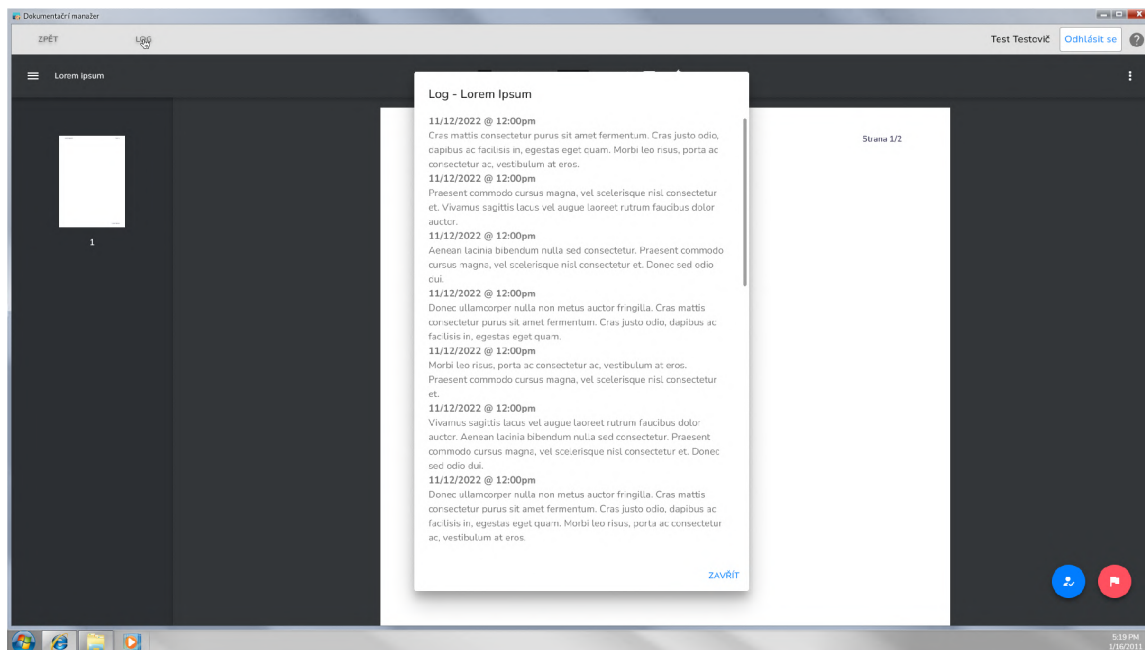 Dokumentační manažer
ZPĚT LOG
Test Testovič Odhlásit se ?
Lorem ipsum
Log - Lorem Ipsum
11/12/2022 @ 12:00pm
Cras mattis consectetur purus sit amet fermentum. Cras justo odio,
dapibus ac facilisis in, egestas eget quam. Morbi leo risus, porta ac
consectetur ac, vestibulum at eros.
11/12/2022 @ 12:00pm
Praesent commodo cursus magna, vel scelerisque nisl consectetur
et. Vivamus sagittis lacus vel augue laoreet rutrum faucibus dolor
auctor.
11/12/2022 @ 12:00pm
Aenean lacinia bibendum nulla sed consectetur. Praesent commodo
cursus magna, vel scelerisque nisl consectetur et. Donec sed odio
dui.
11/12/2022 @ 12:00pm
Donec ullamcorper nulla non metus auctor fringilla. Cras mattis
consectetur purus sit amet fermentum. Cras justo odio, dapibus ac
facilisis in, egestas eget quam.
11/12/2022 @ 12:00pm
Morbi leo risus, porta ac consectetur ac, vestibulum at eros.
Praesent commodo cursus magna, vel scelerisque nisl consectetur
et.
11/12/2022 @ 12:00pm
Vivamus sagittis lacus vel augue laoreet rutrum faucibus dolor
auctor. Aenean lacinia bibendum nulla sed consectetur. Praesent
commodo cursus magna, vel scelerisque nisl consectetur et. Donec
sed odio dui.
11/12/2022 @ 12:00pm
Donec ullamcorper nulla non metus auctor fringilla. Cras mattis
consectetur purus sit amet fermentum. Cras justo odio, dapibus ac
facilisis in, egestas eget quam. Morbi leo risus, porta ac consectetur
ac, vestibulum at eros.
ZAVŘÍT
Strana 1/2
1
5:19 PM
1/16/2011